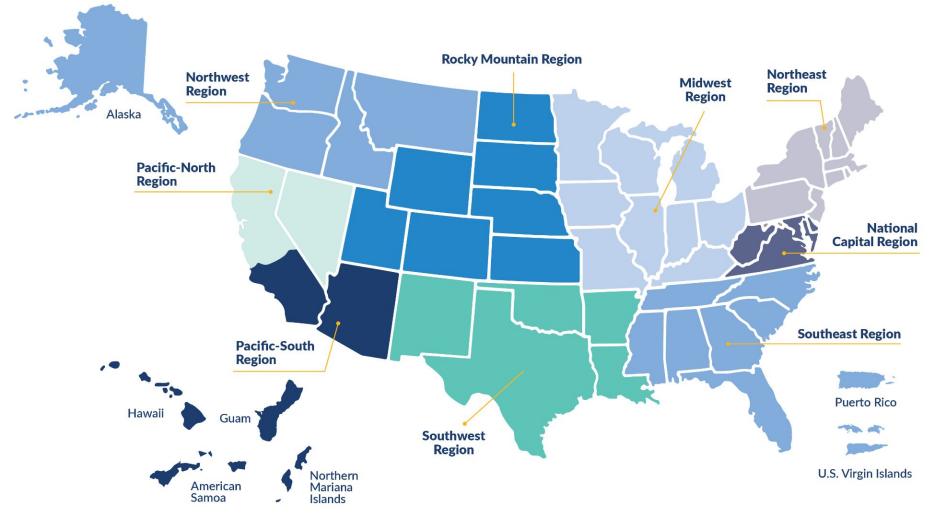 Rocky Mountain Region
Northwest
Region
Midwest
Region
Northeast
Region
Alaska
Pacific-North
Region
National
Capital Region
Southeast Region
Pacific-South
Region
Hawaii
Guam
Puerto Rico
Southwest
Region
American
Samoa
Northern
Mariana
Islands
U.S. Virgin Islands